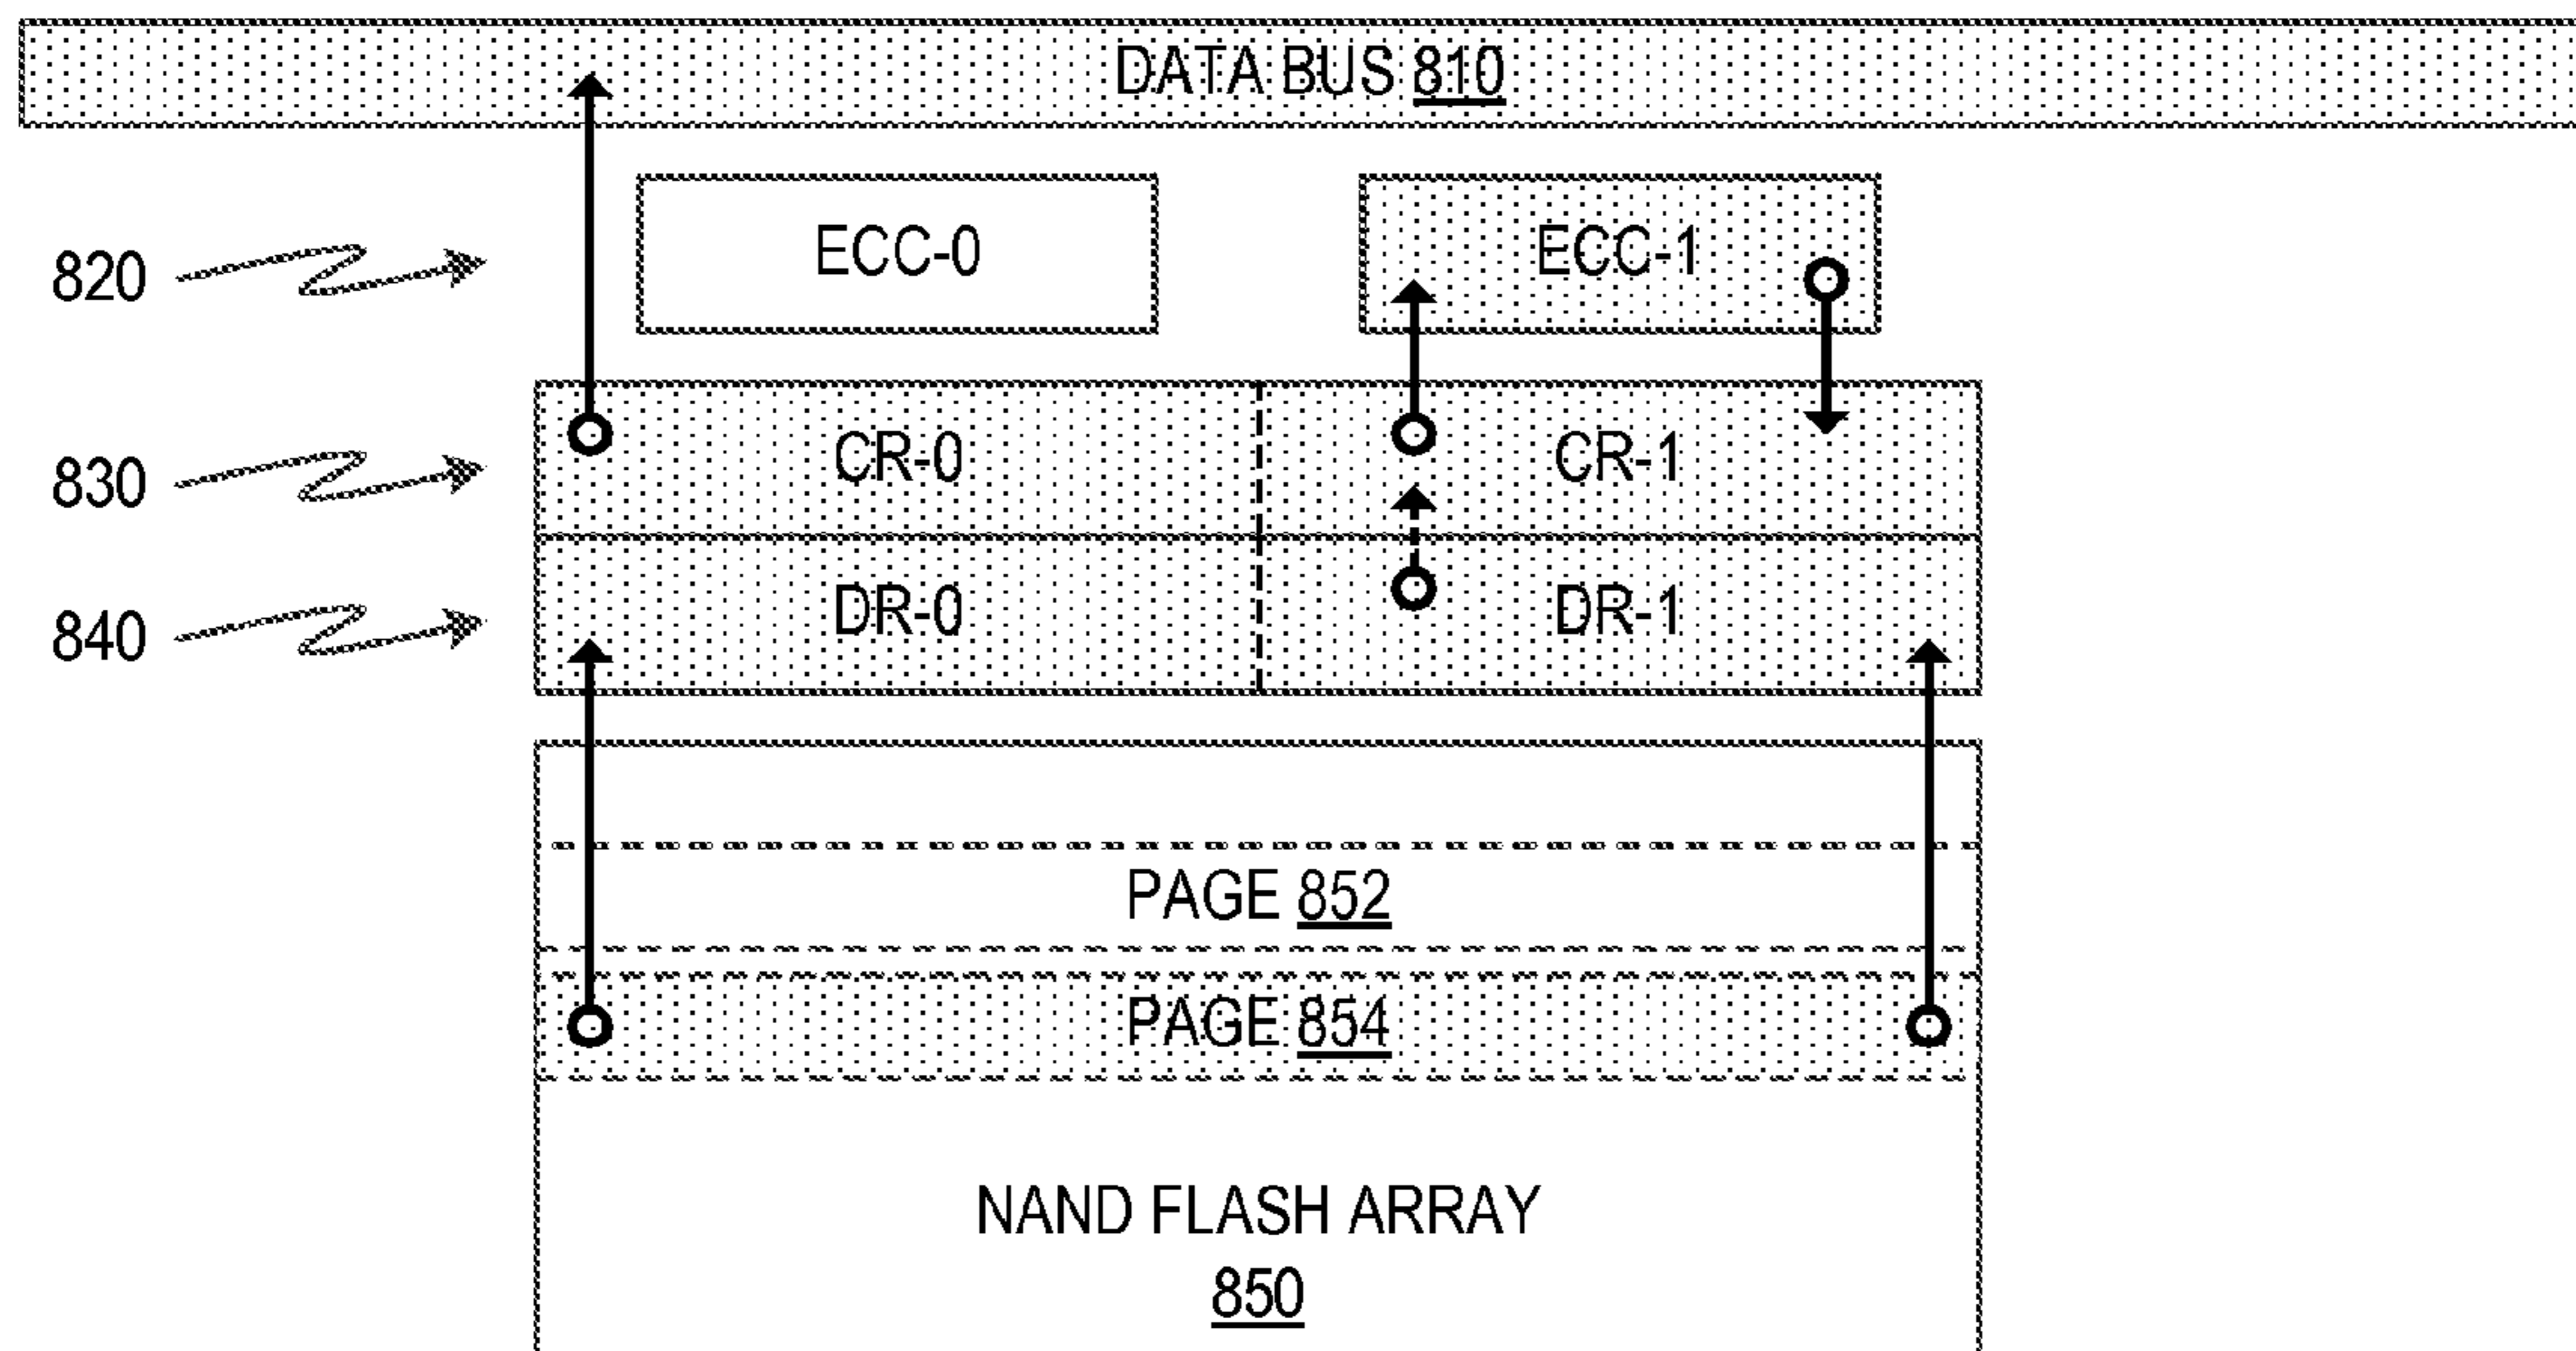 DATA BUS 810
820
ECC-0
ECC-1
830
CR-0
CR-1
840
DR-0
DR-1
PAGE 852
PAGE 854
NAND FLASH ARRAY
850